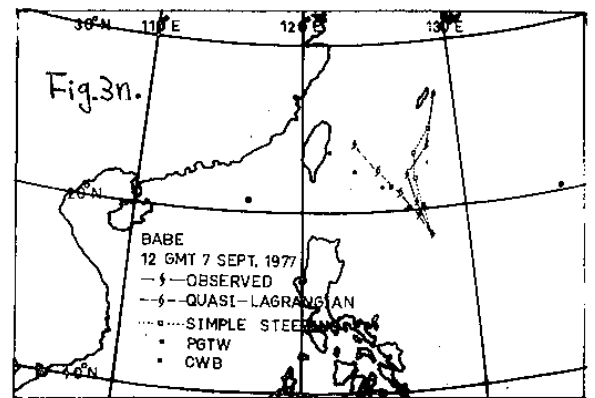 30°N 110°E 120°E 130°E
Fig.3n.
20°N
BABE
12 GMT 7 SEPT. 1977
OBSERVED
QUASI-LAGRANGIAN
SIMPLE STEERING
PGTW
CWB
10°N